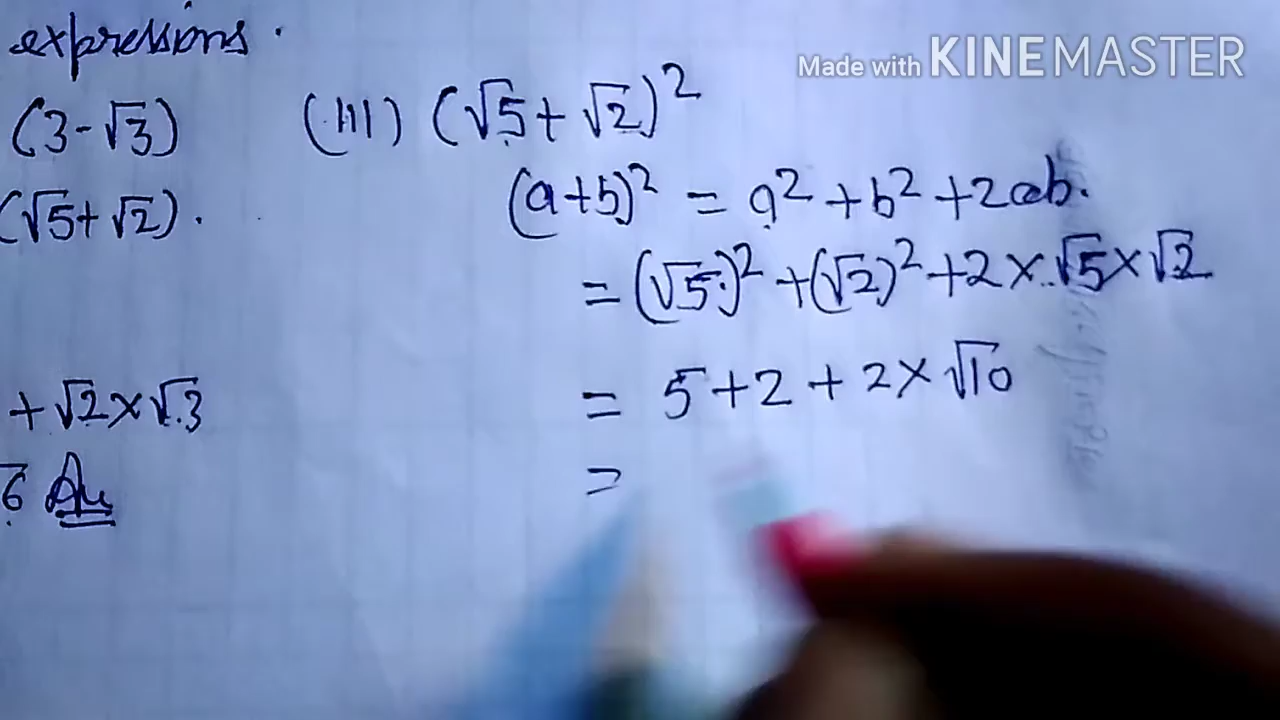 expressions.
Made with KINEMASTER
(3-√3) (III) (√5+√2)²
(a+b)² = a²+b²+2ab.
(√5+√2).
= (√5)²+(√2)²+2×√5×√2
= 5+2+2×√10
+√2×√3
=
6 Au